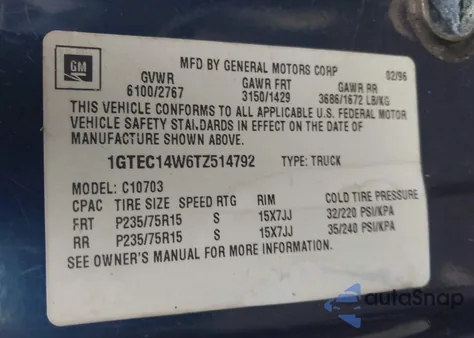 GM
MFD BY GENERAL MOTORS CORP 02/96
GVWR GAWR FRT GAWR RR
6100/2767 3150/1429 3686/1672 LB/KG
THIS VEHICLE CONFORMS TO ALL APPLICABLE U.S. FEDERAL MOTOR
VEHICLE SAFETY STANDARDS IN EFFECT ON THE DATE OF
MANUFACTURE SHOWN ABOVE.
1GTEC14W6TZ514792 TYPE: TRUCK
MODEL: C10703
CPAC TIRE SIZE SPEED RTG RIM COLD TIRE PRESSURE
FRT P235/75R15 S 15X7JJ 32/220 PSI/KPA
RR P235/75R15 S 15X7JJ 35/240 PSI/KPA
SEE OWNER'S MANUAL FOR MORE INFORMATION.
autoSnap